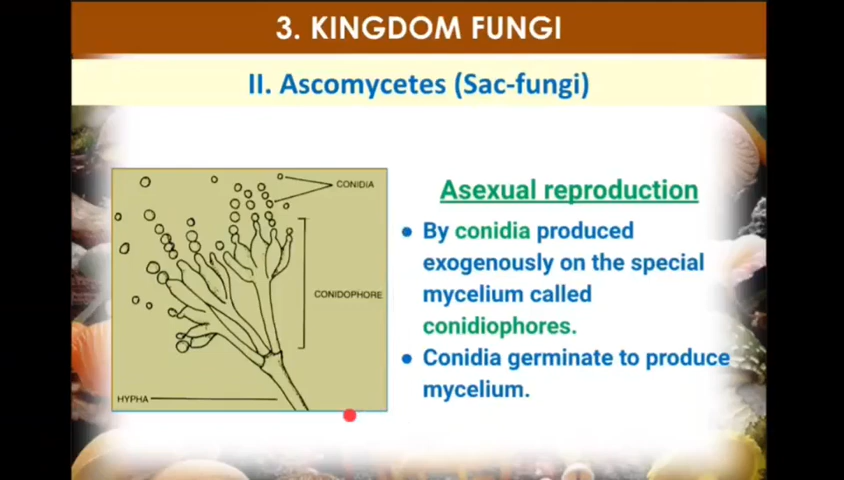 3. KINGDOM FUNGI
II. Ascomycetes (Sac-fungi)
CONIDIA
CONIDOPHORE
HYPHA
Asexual reproduction
• By conidia produced
exogenously on the special
mycelium called
conidiophores.
• Conidia germinate to produce
mycelium.